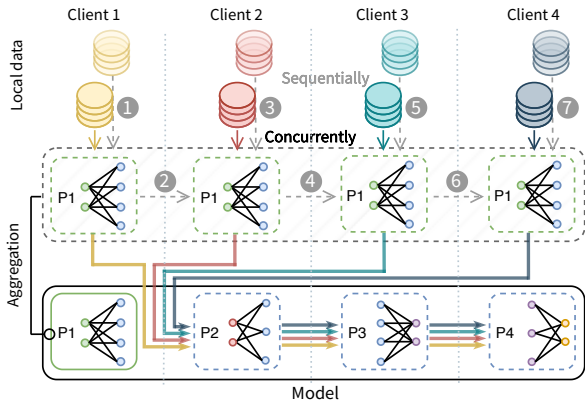 Client 1 Client 2 Client 3 Client 4
Local data
Sequentially
1 3 5 7
Concurrently
P1 2 P1 4 P1 6 P1
Aggregation
P1 P2 P3 P4
Model